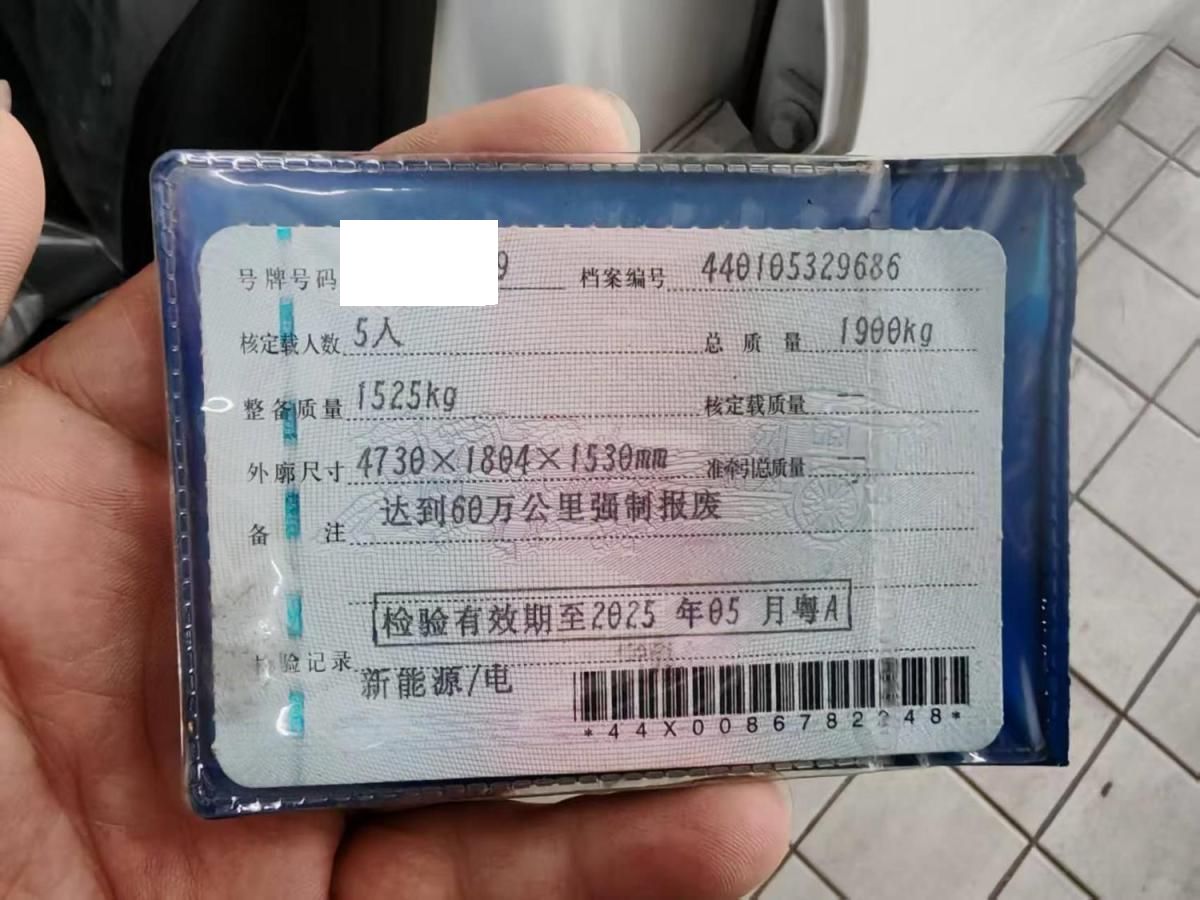 号牌号码 9 档案编号 440105329686
核定载人数 5人 总质量 1900kg
整备质量 1525kg 核定载质量 --
外廓尺寸 4730×1804×1530mm 准牵引总质量 --
备注 达到60万公里强制报废
检验有效期至2025年05月粤A
检验记录
新能源/电
*44X0086782248*